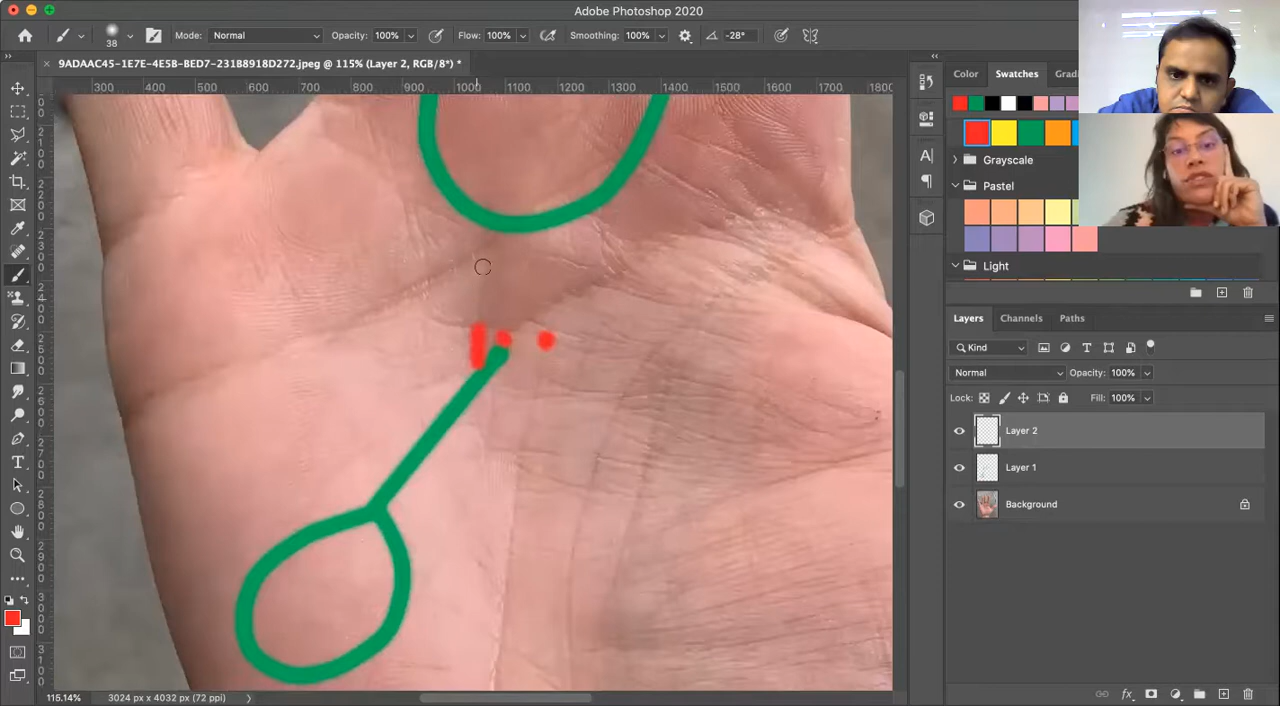 Adobe Photoshop 2020
38
Mode: Normal
Opacity: 100%
Flow: 100%
Smoothing: 100%
-28°
× 9ADAAC45-1E7E-4E5B-BED7-231B8918D272.jpeg @ 115% (Layer 2, RGB/8*) *
300 400 500 600 700 800 900 1000 1100 1200 1300 1400 1500 1600 1700 1800
Color Swatches Gradi
Grayscale
Pastel
Light
Layers Channels Paths
Kind
Normal Opacity: 100%
Lock: Fill: 100%
Layer 2
Layer 1
Background
115.14% 3024 px x 4032 px (72 ppi)